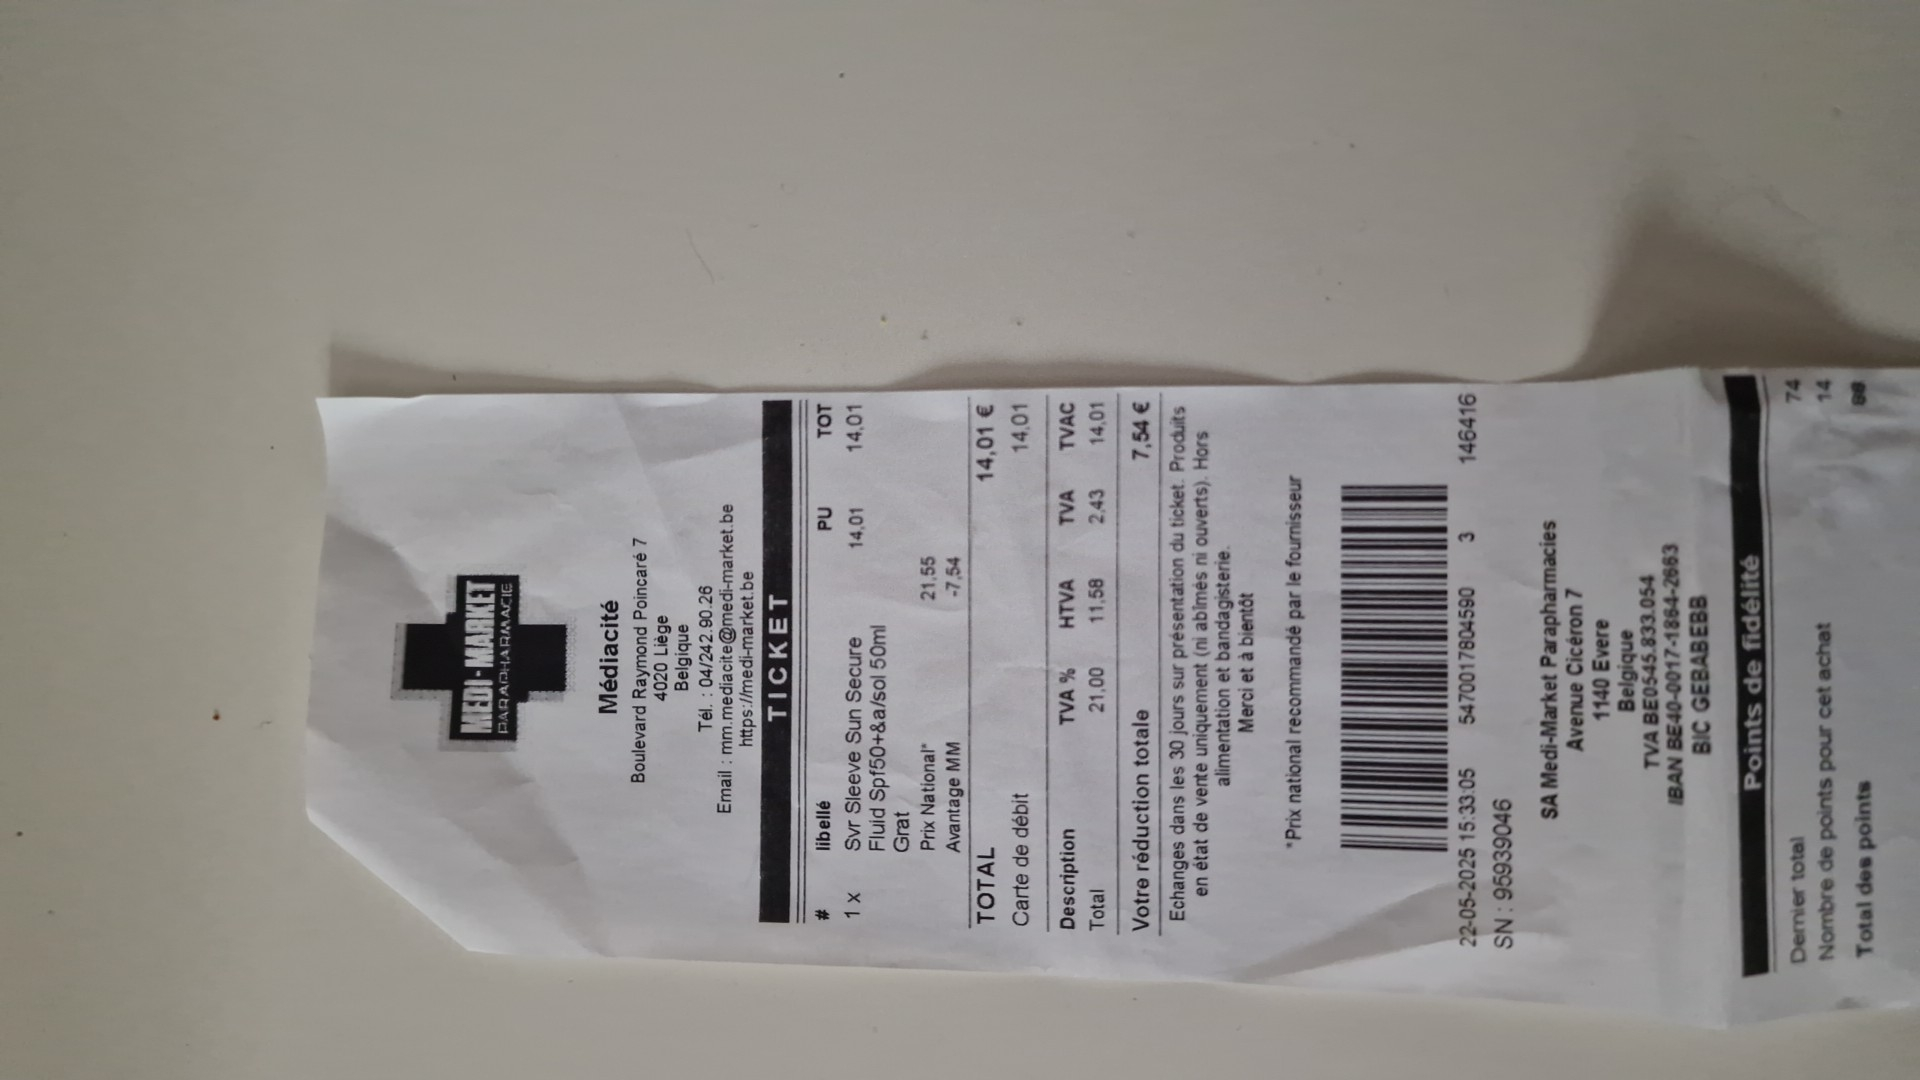 MEDI-MARKET
PARAPHARMACIE
Médiacité
Boulevard Raymond Poincaré 7
4020 Liège
Belgique
Tél. : 04/242.90.26
Email : mm.mediacite@medi-market.be
https://medi-market.be
TICKET
# libellé PU TOT
1 x Svr Sleeve Sun Secure 14,01 14,01
Fluid Spf50+&a/sol 50ml
Grat
Prix National* 21,55
Avantage MM -7,54
TOTAL 14,01 €
Carte de débit 14,01
Description TVA % HTVA TVA TVAC
Total 21,00 11,58 2,43 14,01
Votre réduction totale 7,54 €
Echanges dans les 30 jours sur présentation du ticket. Produits
en état de vente uniquement (ni abîmés ni ouverts). Hors
alimentation et bandagisterie.
Merci et à bientôt
*Prix national recommandé par le fournisseur
22-05-2025 15:33:05 5470017804590 3 146416
SN : 95939046
SA Medi-Market Parapharmacies
Avenue Cicéron 7
1140 Evere
Belgique
TVA BE0545.833.054
IBAN BE40-0017-1864-2663
BIC GEBABEBB
Points de fidélité
Dernier total 74
Nombre de points pour cet achat 14
Total des points 88